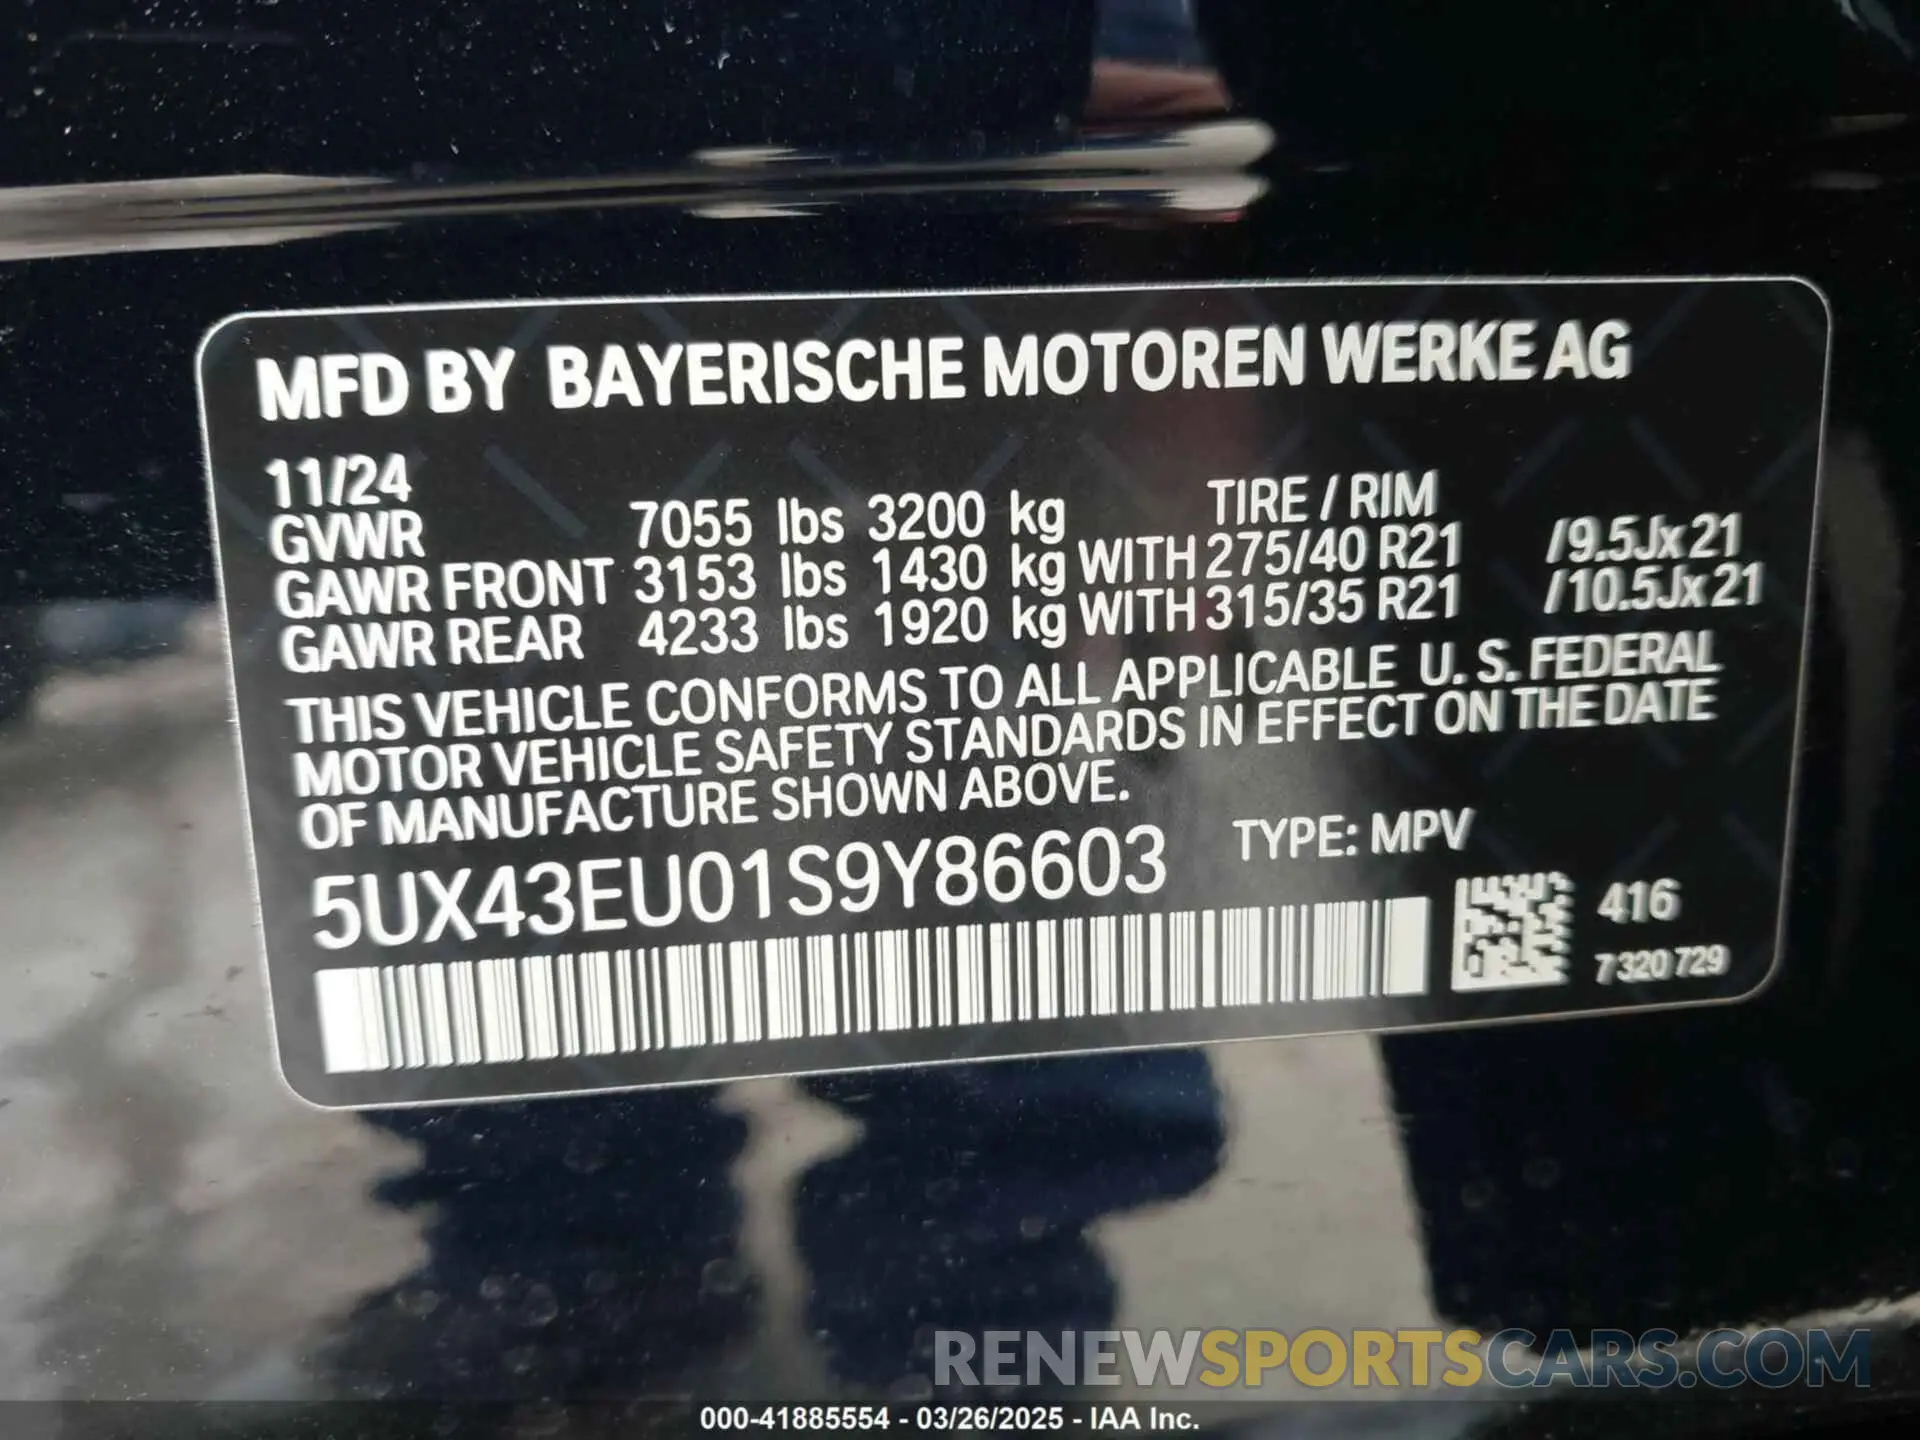 MFD BY BAYERISCHE MOTOREN WERKE AG
11/24
TIRE / RIM
GVWR 7055 lbs 3200 kg
GAWR FRONT 3153 lbs 1430 kg WITH 275/40 R21 /9.5Jx21
GAWR REAR 4233 lbs 1920 kg WITH 315/35 R21 /10.5Jx21
THIS VEHICLE CONFORMS TO ALL APPLICABLE U. S. FEDERAL
MOTOR VEHICLE SAFETY STANDARDS IN EFFECT ON THE DATE
OF MANUFACTURE SHOWN ABOVE.
5UX43EU01S9Y86603 TYPE: MPV
416
7 320 729
RENEWSPORTSCARS.COM
000-41885554 - 03/26/2025 - IAA Inc.